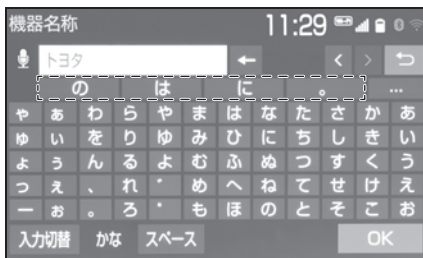 機器名称 11:29 0
トヨタ ← < >
の は に 。 …
ゃ ぁ わ ら や ま は な た さ か あ
ゅ ぃ を り ゆ み ひ に ち し き い
ょ ぅ ん る よ む ふ ぬ つ す く う
っ ぇ 、 れ ゛ め へ ね て せ け え
ー ぉ 。 ろ ゜ も ほ の と そ こ お
入力切替 かな スペース OK